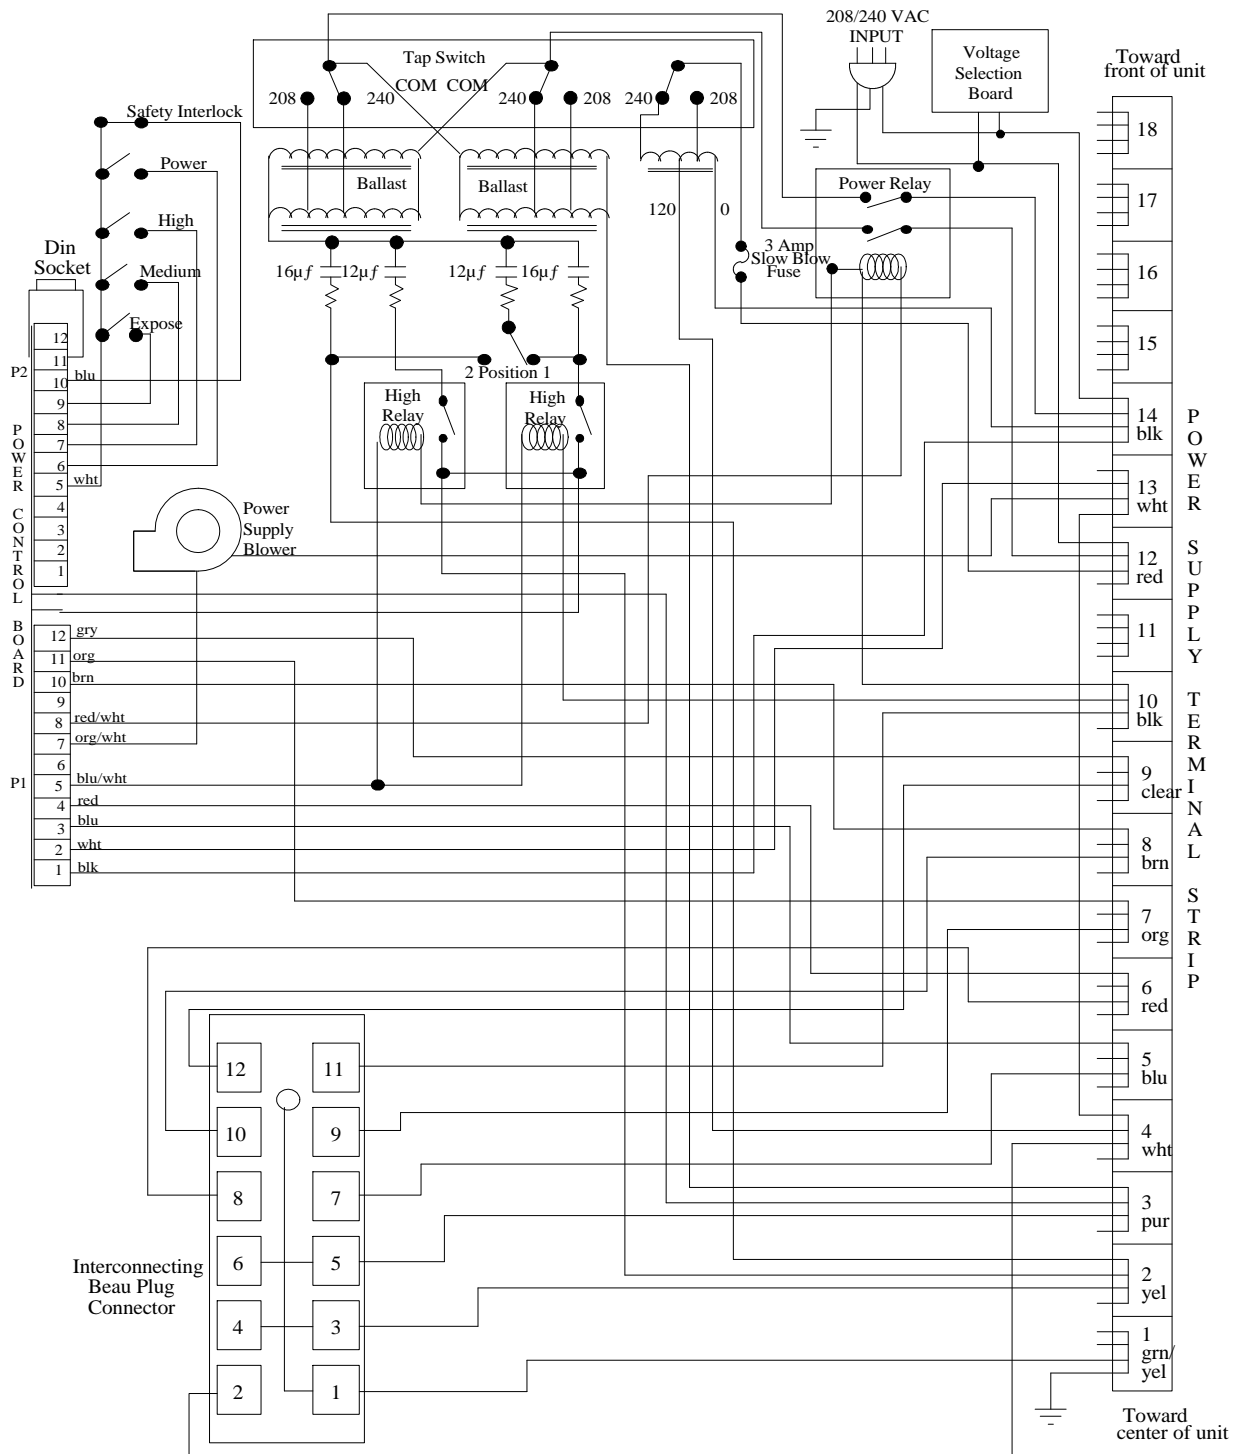 208/240 VAC
INPUT
Voltage
Selection
Board
Toward
front of unit
Tap Switch
COM COM
208
240
240
208
240
208
Safety Interlock
Power
High
Medium
Expose
Din
Socket
Ballast
Ballast
120
0
Power Relay
3 Amp
Slow Blow
Fuse
16µf
12µf
12µf
16µf
2 Position 1
High
Relay
High
Relay
P2
12
11
10
9
8
7
6
5
4
3
2
1
blu
wht
POWER CONTROL BOARD
Power
Supply
Blower
P1
12
11
10
9
8
7
6
5
4
3
2
1
gry
org
brn
red/wht
org/wht
blu/wht
red
blu
wht
blk
18
17
16
15
14
blk
13
wht
12
red
11
10
blk
9
clear
8
brn
7
org
6
red
5
blu
4
wht
3
pur
2
yel
1
grn/
yel
POWER SUPPLY TERMINAL STRIP
Toward
center of unit
Interconnecting
Beau Plug
Connector
12
11
10
9
8
7
6
5
4
3
2
1